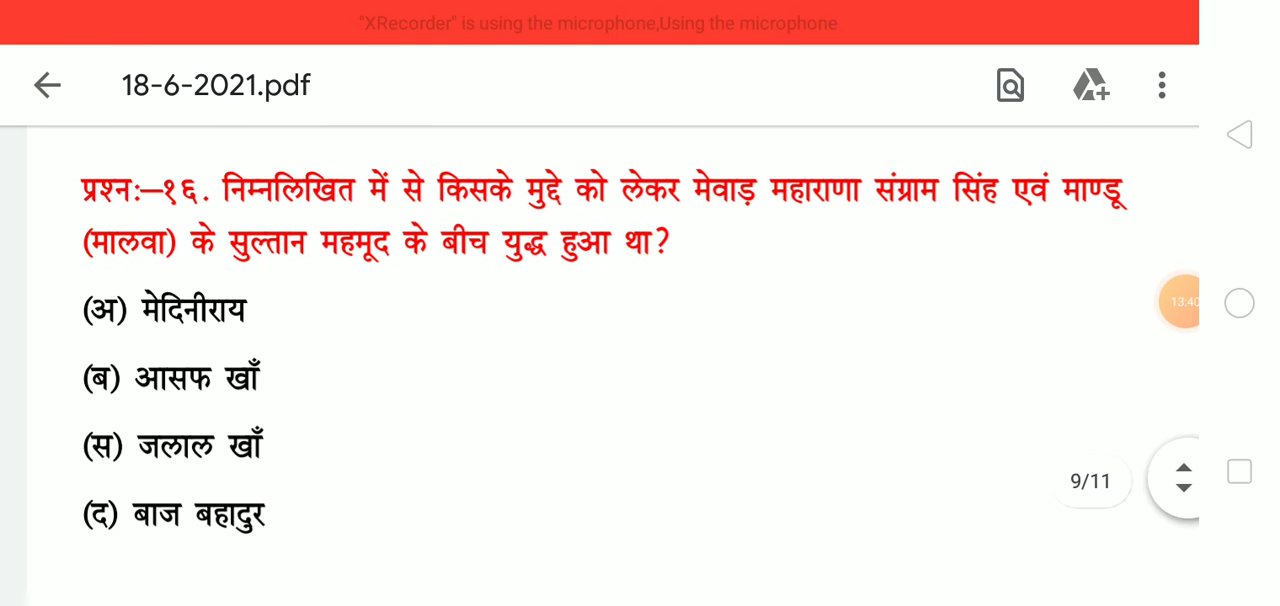 "XRecorder" is using the microphone,Using the microphone
18-6-2021.pdf
प्रश्न:–१६. निम्नलिखित में से किसके मुद्दे को लेकर मेवाड़ महाराणा संग्राम सिंह एवं माण्डू
(मालवा) के सुल्तान महमूद के बीच युद्ध हुआ था?
(अ) मेदिनीराय
13:40
(ब) आसफ खाँ
(स) जलाल खाँ
9/11
(द) बाज बहादुर